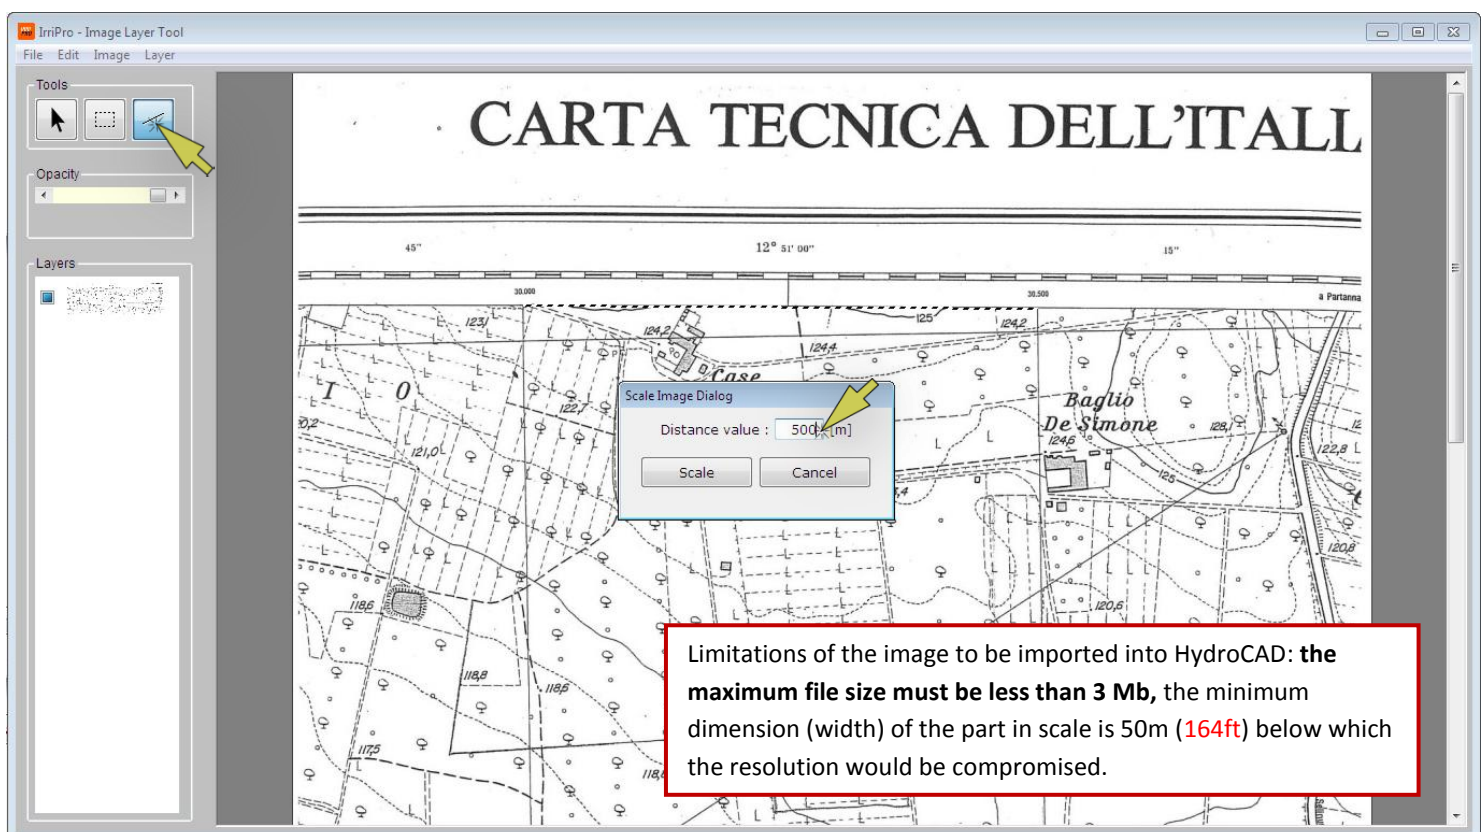 IrriPro - Image Layer Tool
File Edit Image Layer
Tools
Opacity
Layers
CARTA TECNICA DELL'ITALI
45" 12° 51' 00" 15"
30.000 30.500 a Partanna
123 124,2 125 124,2
124,4
Case
I O
122,7
Baglio
De Simone
128,1
124,6
121,0
122,8
125
120,8
118,6
120,6
118,8
118,6
117,5
Scale Image Dialog
Distance value : 500 [m]
Scale Cancel
Limitations of the image to be imported into HydroCAD: the
maximum file size must be less than 3 Mb, the minimum
dimension (width) of the part in scale is 50m (164ft) below which
the resolution would be compromised.